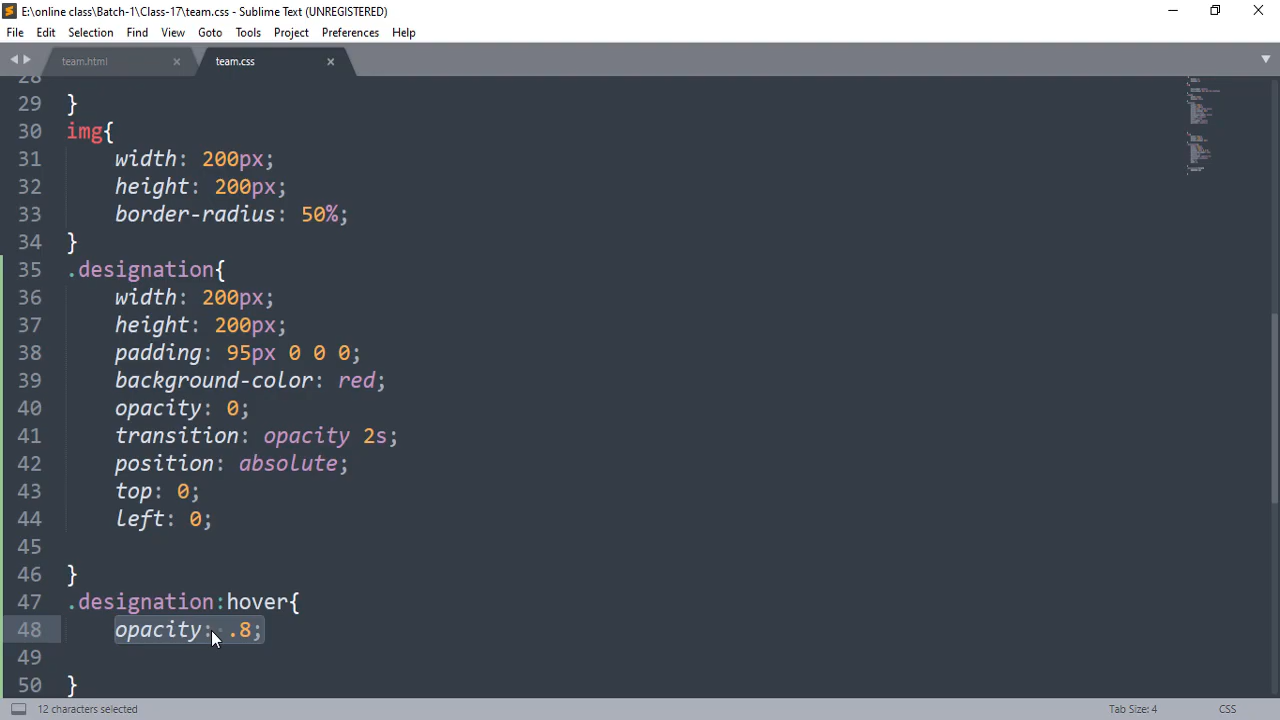 E:\online class\Batch-1\Class-17\team.css - Sublime Text (UNREGISTERED)
File Edit Selection Find View Goto Tools Project Preferences Help
team.html × team.css ×
28
29 }
30 img{
31 width: 200px;
32 height: 200px;
33 border-radius: 50%;
34 }
35 .designation{
36 width: 200px;
37 height: 200px;
38 padding: 95px 0 0 0;
39 background-color: red;
40 opacity: 0;
41 transition: opacity 2s;
42 position: absolute;
43 top: 0;
44 left: 0;
45
46 }
47 .designation:hover{
48 opacity: .8;
49
50 }
12 characters selected Tab Size: 4 CSS